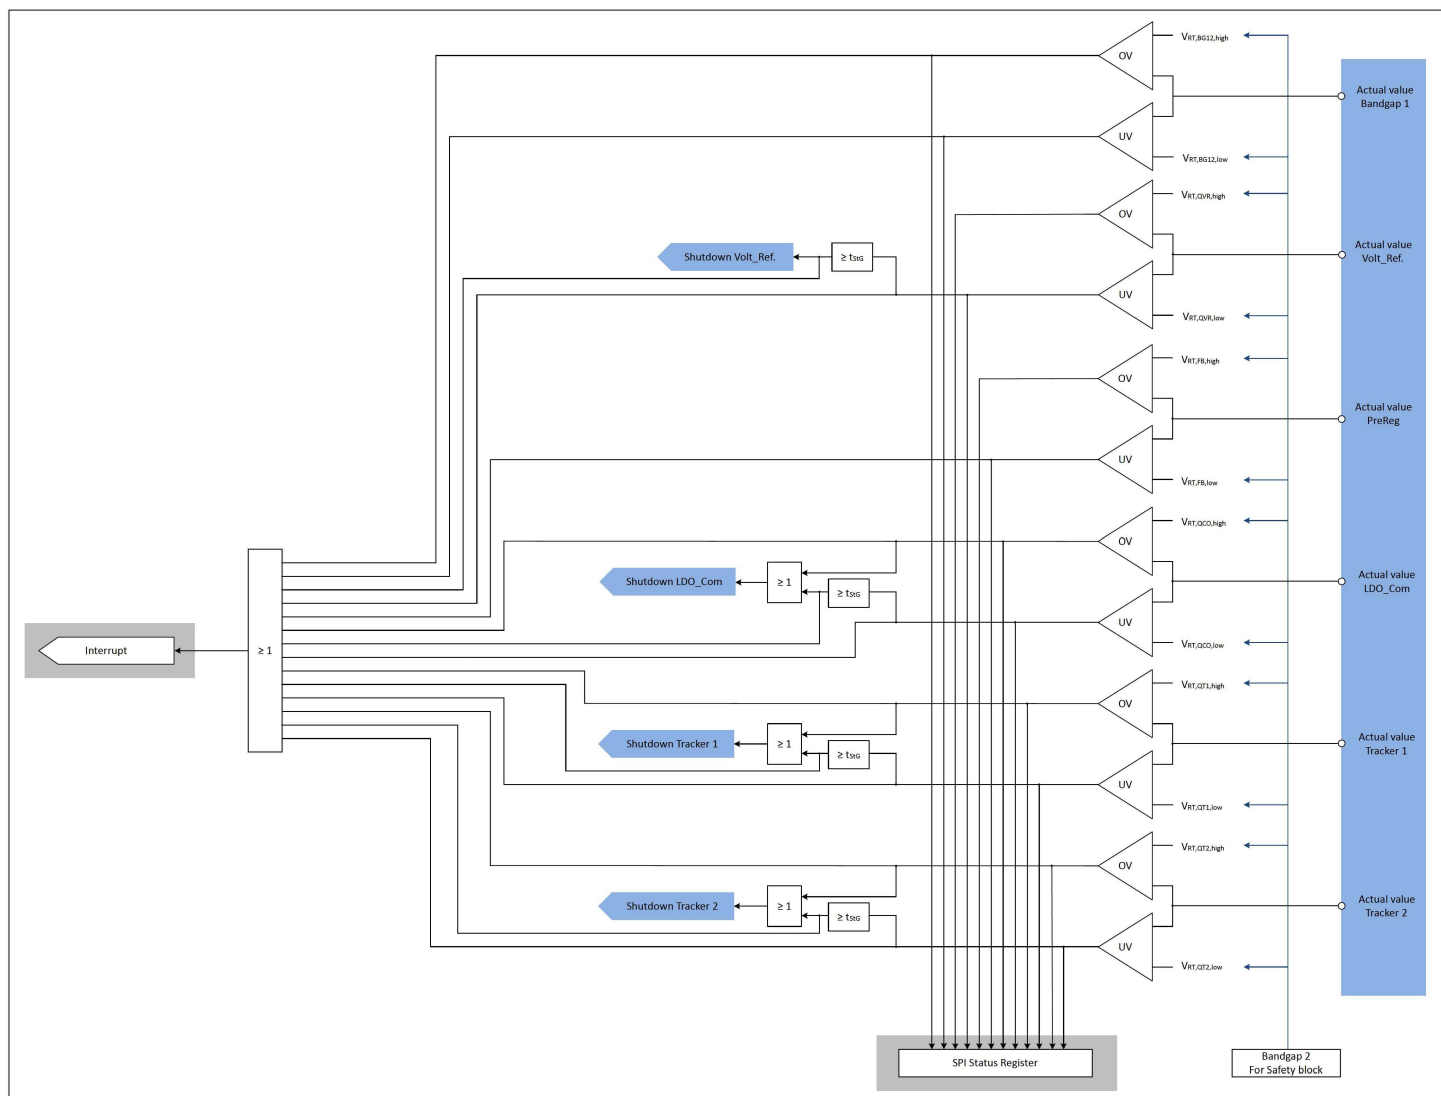 VRT,BG12,high
OV
Actual value
Bandgap 1
UV
VRT,BG12,low
VRT,QVR,high
OV
Shutdown Volt_Ref.
≥ tStG
Actual value
Volt_Ref.
UV
VRT,QVR,low
VRT,FB,high
OV
Actual value
PreReg
UV
VRT,FB,low
VRT,QCO,high
OV
Shutdown LDO_Com
≥ 1
≥ tStG
Actual value
LDO_Com
UV
VRT,QCO,low
Interrupt
≥ 1
VRT,QT1,high
OV
Shutdown Tracker 1
≥ 1
≥ tStG
Actual value
Tracker 1
UV
VRT,QT1,low
VRT,QT2,high
OV
Shutdown Tracker 2
≥ 1
≥ tStG
Actual value
Tracker 2
UV
VRT,QT2,low
SPI Status Register
Bandgap 2
For Safety block